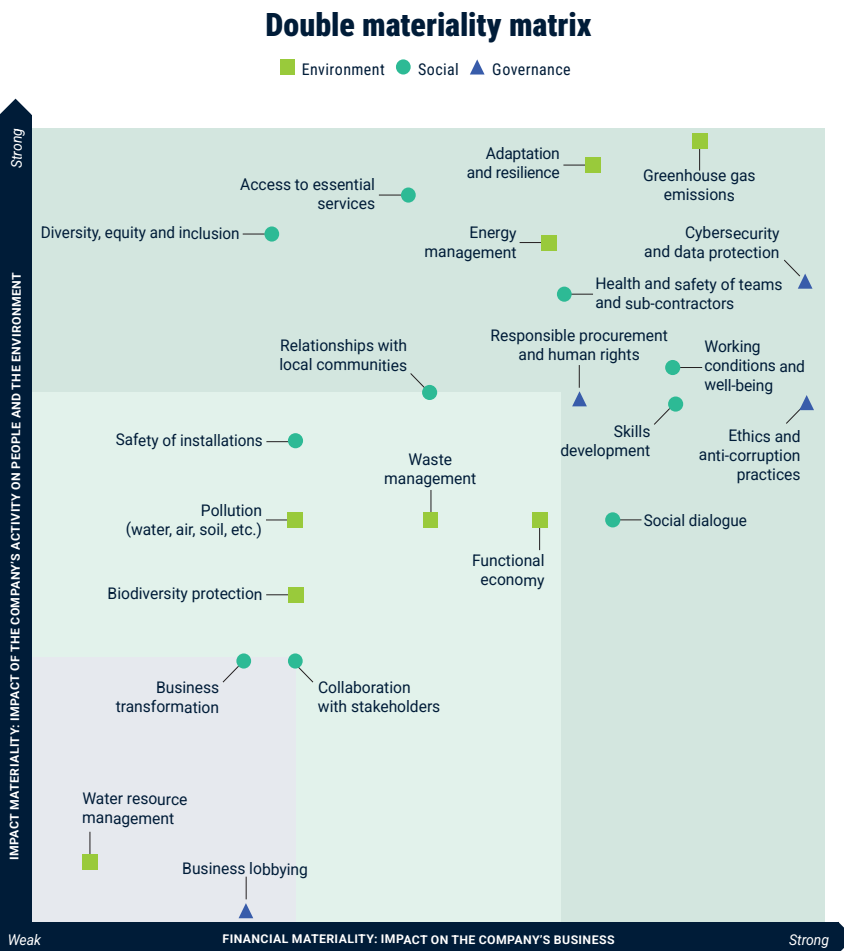 Double materiality matrix
Environment
Social
Governance
Strong
IMPACT MATERIALITY: IMPACT OF THE COMPANY'S ACTIVITY ON PEOPLE AND THE ENVIRONMENT
Adaptation
and resilience
Greenhouse gas
emissions
Access to essential
services
Diversity, equity and inclusion
Energy
management
Cybersecurity
and data protection
Health and safety of teams
and sub-contractors
Relationships with
local communities
Responsible procurement
and human rights
Working
conditions and
well-being
Safety of installations
Skills
development
Ethics and
anti-corruption
practices
Waste
management
Pollution
(water, air, soil, etc.)
Social dialogue
Functional
economy
Biodiversity protection
Business
transformation
Collaboration
with stakeholders
Water resource
management
Business lobbying
Weak
FINANCIAL MATERIALITY: IMPACT ON THE COMPANY'S BUSINESS
Strong